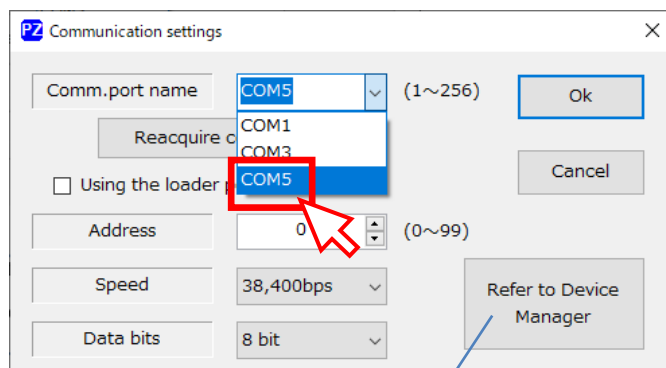 PZ Communication settings
Comm.port name COM5 (1~256) Ok
COM1
Reacquire c
COM3
Using the loader p COM5 Cancel
Address 0 (0~99)
Speed 38,400bps Refer to Device
Manager
Data bits 8 bit